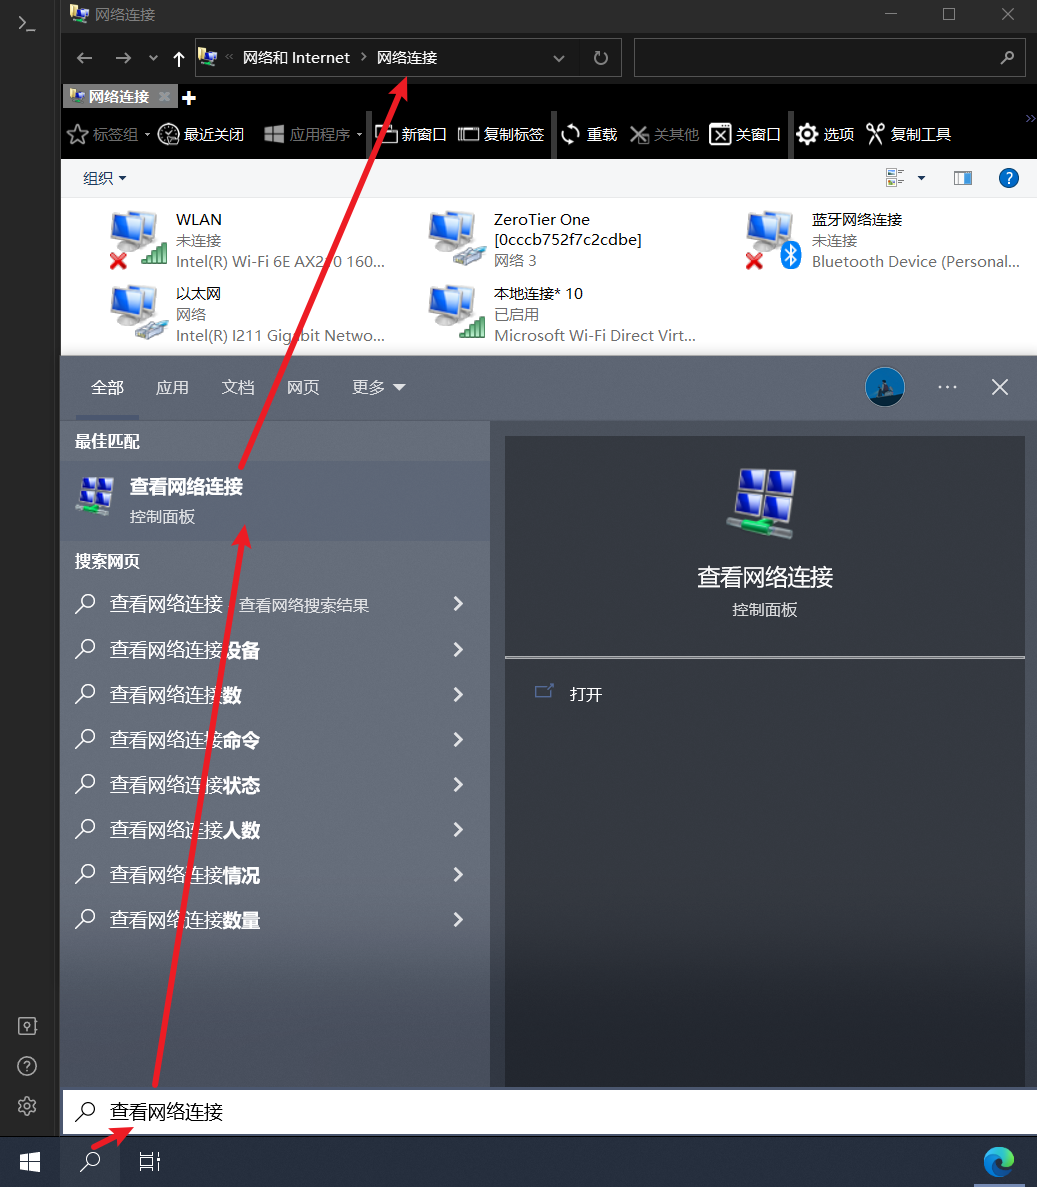 网络连接
网络和 Internet
网络连接
网络连接
标签组
最近关闭
应用程序
新窗口
复制标签
重载
关其他
关窗口
选项
复制工具
组织
WLAN
未连接
Intel(R) Wi-Fi 6E AX210 160...
ZeroTier One
[0cccb752f7c2cdbe]
网络 3
蓝牙网络连接
未连接
Bluetooth Device (Personal...
以太网
网络
Intel(R) I211 Gigabit Netwo...
本地连接* 10
已启用
Microsoft Wi-Fi Direct Virt...
全部
应用
文档
网页
更多
最佳匹配
查看网络连接
控制面板
搜索网页
查看网络连接 - 查看网络搜索结果
查看网络连接设备
查看网络连接数
查看网络连接命令
查看网络连接状态
查看网络连接人数
查看网络连接情况
查看网络连接数量
查看网络连接
控制面板
打开
查看网络连接